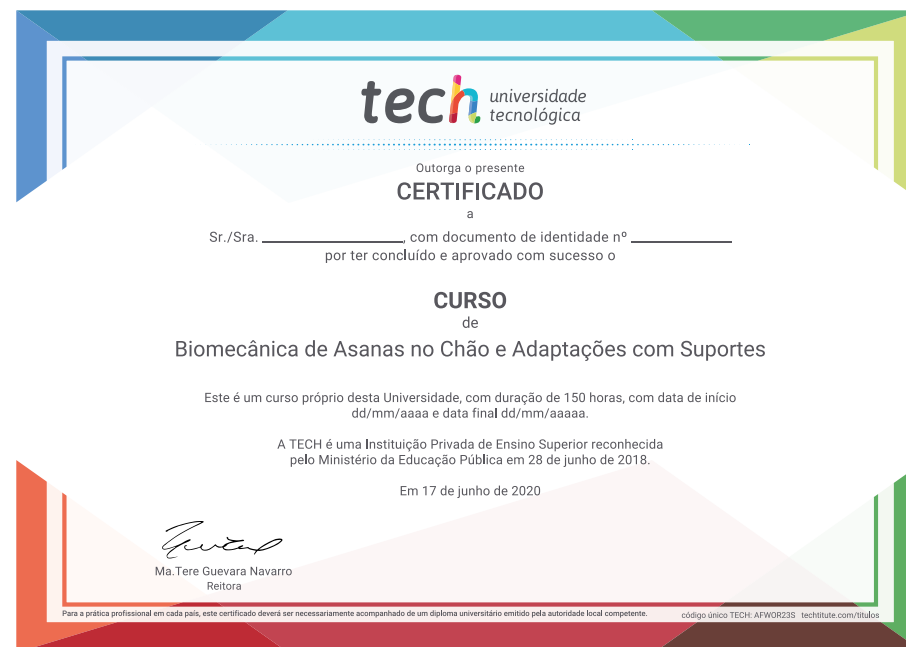 tech universidade
tecnológica
Outorga o presente
CERTIFICADO
a
Sr./Sra. ____________, com documento de identidade nº ____________
por ter concluído e aprovado com sucesso o
CURSO
de
Biomecânica de Asanas no Chão e Adaptações com Suportes
Este é um curso próprio desta Universidade, com duração de 150 horas, com data de início
dd/mm/aaaa e data final dd/mm/aaaaa.
A TECH é uma Instituição Privada de Ensino Superior reconhecida
pelo Ministério da Educação Pública em 28 de junho de 2018.
Em 17 de junho de 2020
Ma.Tere Guevara Navarro
Reitora
Para a prática profissional em cada país, este certificado deverá ser necessariamente acompanhado de um diploma universitário emitido pela autoridade local competente. código único TECH: AFWOR23S techtitute.com/títulos